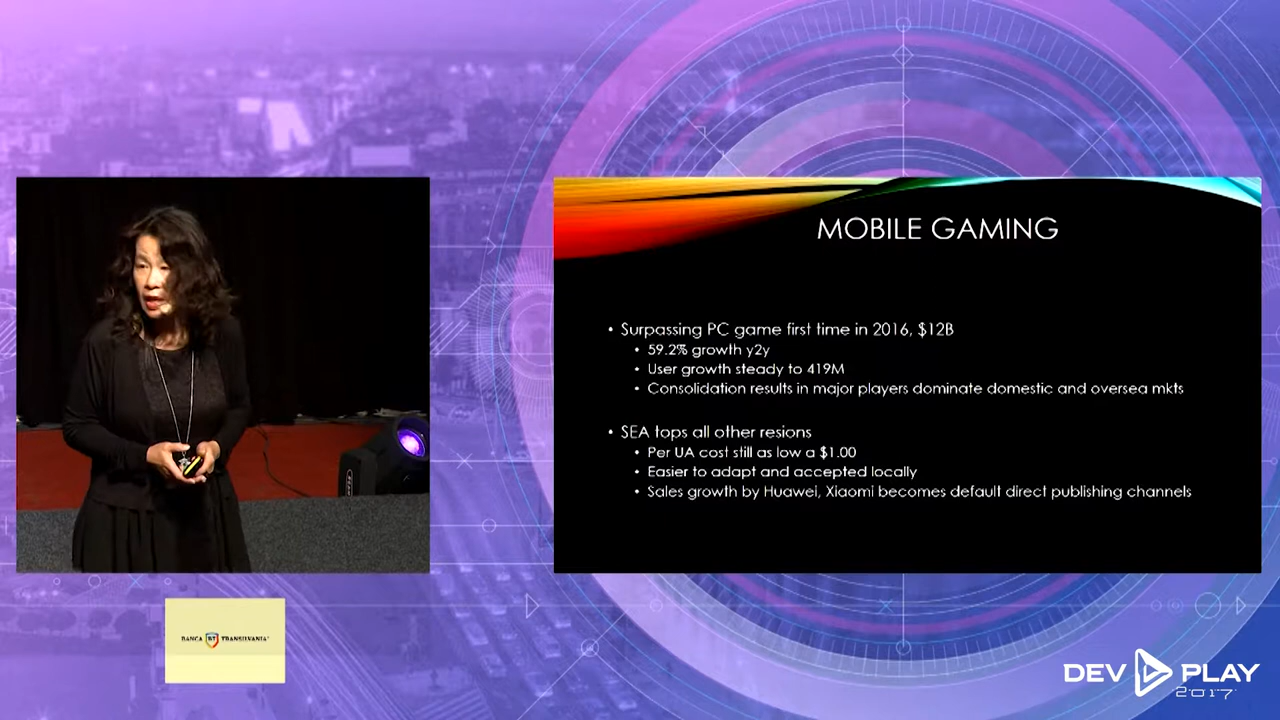 MOBILE GAMING
• Surpassing PC game first time in 2016, $12B
• 59.2% growth y2y
• User growth steady to 419M
• Consolidation results in major players dominate domestic and oversea mkts
• SEA tops all other resions
• Per UA cost still as low a $1.00
• Easier to adapt and accepted locally
• Sales growth by Huawei, Xiaomi becomes default direct publishing channels
BANCA BT TRANSILVANIA
DEV PLAY
2017